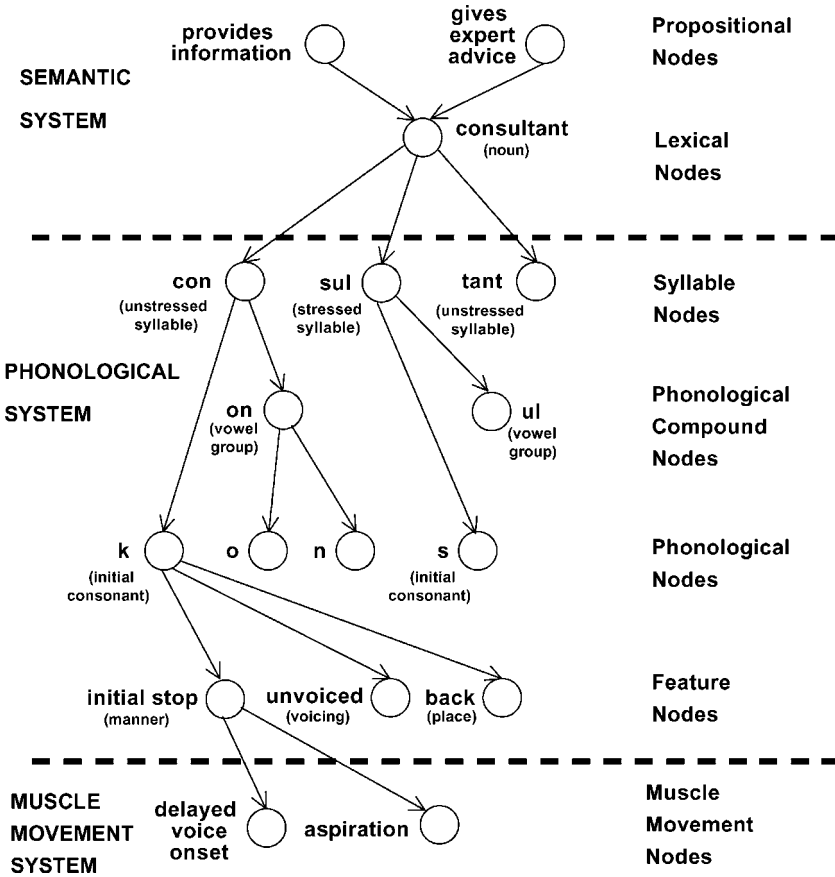 provides
information
gives
expert
advice
Propositional
Nodes
SEMANTIC
SYSTEM
consultant
(noun)
Lexical
Nodes
con
(unstressed
syllable)
sul
(stressed
syllable)
tant
(unstressed
syllable)
Syllable
Nodes
PHONOLOGICAL
SYSTEM
on
(vowel
group)
ul
(vowel
group)
Phonological
Compound
Nodes
k
(initial
consonant)
o
n
s
(initial
consonant)
Phonological
Nodes
initial stop
(manner)
unvoiced
(voicing)
back
(place)
Feature
Nodes
MUSCLE
MOVEMENT
SYSTEM
delayed
voice
onset
aspiration
Muscle
Movement
Nodes